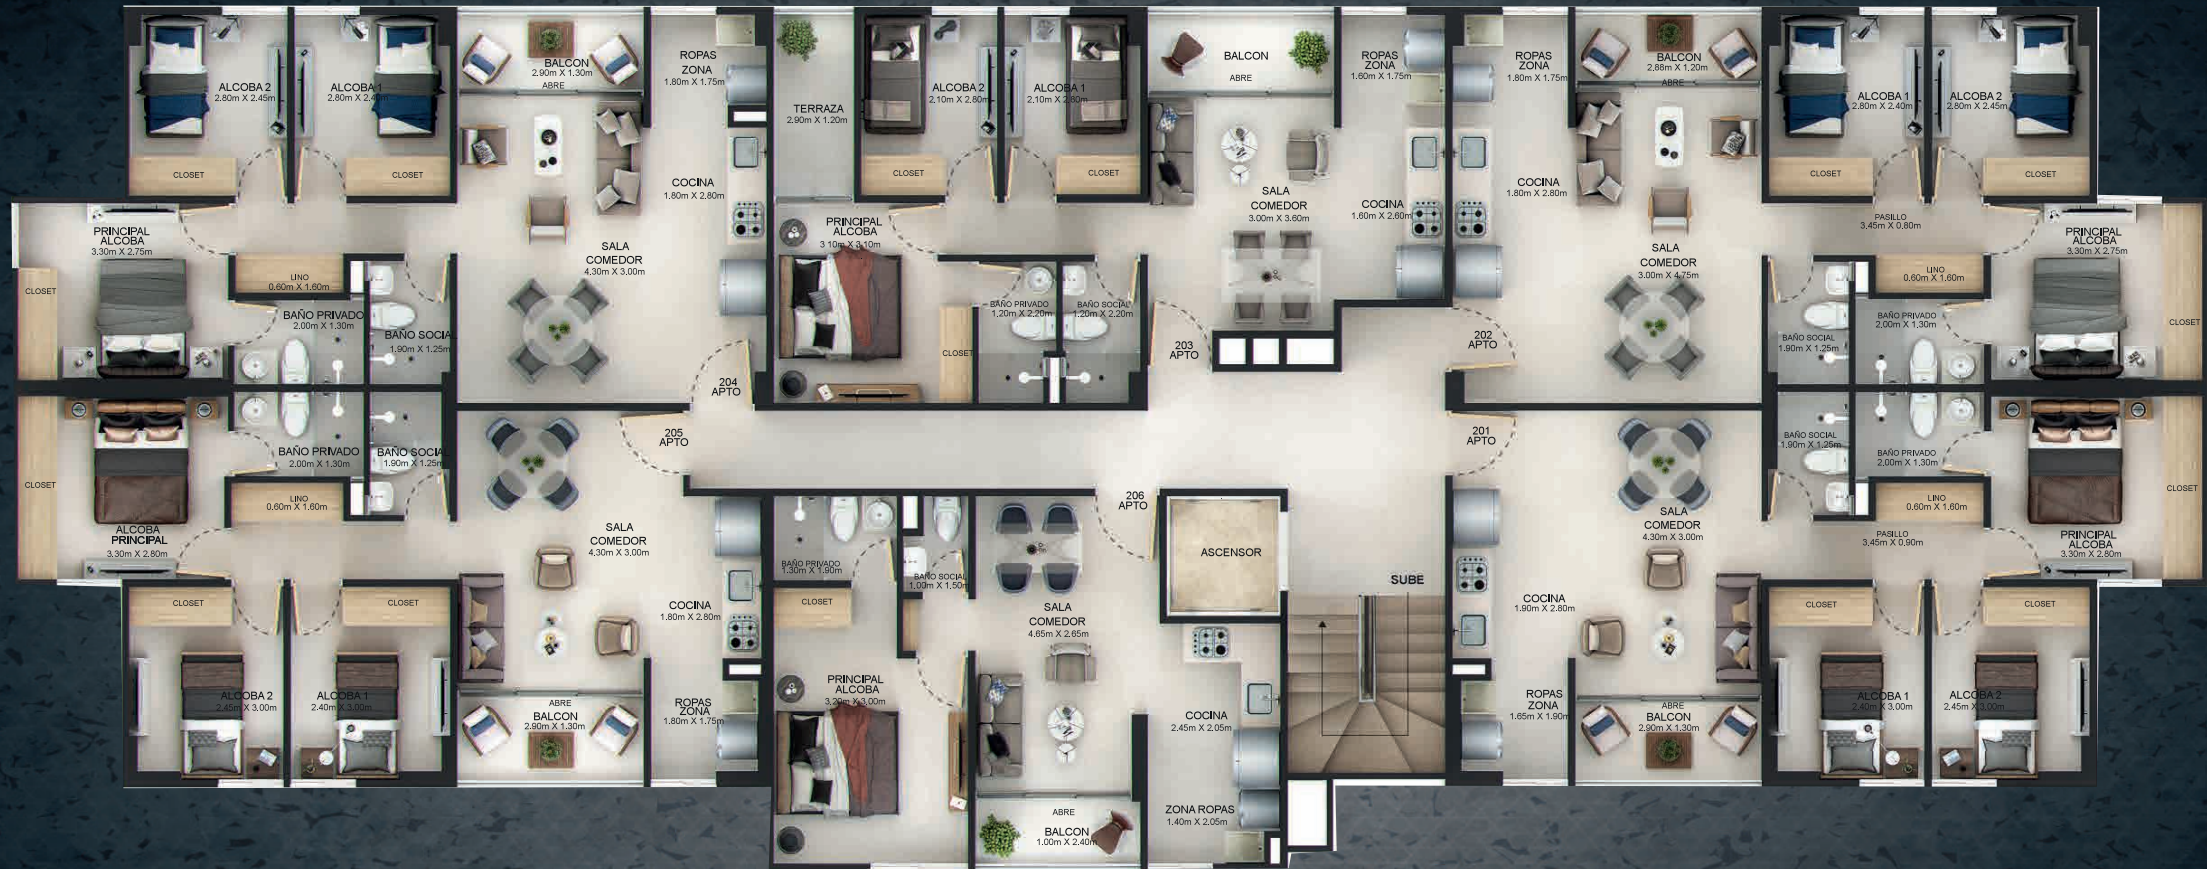 ALCOBA 2
2.80m X 2.45m
ALCOBA 1
CLOSET
CLOSET
BALCON
2.90m X 1.30m
ABRE
ROPAS
ZONA
1.80m X 1.75m
COCINA
1.80m X 2.80m
SALA
COMEDOR
4.30m X 3.00m
PRINCIPAL
ALCOBA
3.30m X 2.75m
CLOSET
LINO
0.60m X 1.60m
BAÑO PRIVADO
2.00m X 1.30m
BAÑO SOCIAL
1.90m X 1.25m
204
APTO
TERRAZA
2.90m X 1.20m
ALCOBA 2
2.10m X 2.80m
ALCOBA 1
2.10m X 2.80m
CLOSET
CLOSET
BALCON
ABRE
ROPAS
ZONA
1.60m X 1.75m
SALA
COMEDOR
3.00m X 3.60m
COCINA
1.60m X 2.60m
PRINCIPAL
ALCOBA
3.10m X 3.10m
CLOSET
BAÑO PRIVADO
1.20m X 2.20m
BAÑO SOCIAL
1.20m X 2.20m
203
APTO
ROPAS
ZONA
1.80m X 1.75m
BALCON
2.88m X 1.20m
ABRE
ALCOBA 1
2.80m X 2.40m
ALCOBA 2
2.80m X 2.45m
CLOSET
CLOSET
COCINA
1.80m X 2.80m
SALA
COMEDOR
3.00m X 4.75m
PASILLO
3.45m X 0.80m
PRINCIPAL
ALCOBA
3.30m X 2.75m
LINO
0.60m X 1.60m
CLOSET
BAÑO PRIVADO
2.00m X 1.30m
BAÑO SOCIAL
1.90m X 1.25m
202
APTO
205
APTO
BAÑO PRIVADO
2.00m X 1.30m
BAÑO SOCIAL
1.90m X 1.25m
CLOSET
LINO
0.60m X 1.60m
ALCOBA
PRINCIPAL
3.30m X 2.80m
SALA
COMEDOR
4.30m X 3.00m
COCINA
1.80m X 2.80m
CLOSET
CLOSET
ALCOBA 2
2.45m X 3.00m
ALCOBA 1
2.40m X 3.00m
ABRE
BALCON
2.90m X 1.30m
ROPAS
ZONA
1.80m X 1.75m
206
APTO
BAÑO PRIVADO
1.30m X 1.90m
BAÑO SOCIAL
1.00m X 1.50m
CLOSET
SALA
COMEDOR
4.65m X 2.65m
PRINCIPAL
ALCOBA
3.20m X 3.00m
COCINA
2.45m X 2.05m
ZONA ROPAS
1.40m X 2.05m
ABRE
BALCON
1.00m X 2.40m
ASCENSOR
SUBE
201
APTO
BAÑO SOCIAL
1.90m X 1.25m
BAÑO PRIVADO
2.00m X 1.30m
CLOSET
LINO
0.60m X 1.60m
SALA
COMEDOR
4.30m X 3.00m
PASILLO
3.45m X 0.90m
PRINCIPAL
ALCOBA
3.30m X 2.80m
COCINA
1.90m X 2.80m
CLOSET
CLOSET
ALCOBA 1
2.40m X 3.00m
ALCOBA 2
2.45m X 3.00m
ROPAS
ZONA
1.65m X 1.90m
ABRE
BALCON
2.90m X 1.30m